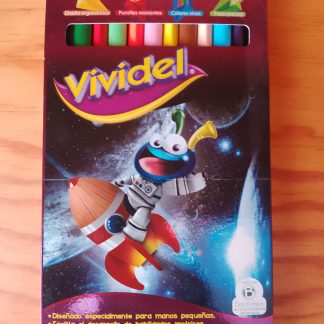 Diseño ergonómico Puntillas resistentes Colores vivos
Vividel
• Diseñado especialmente para manos pequeñas.